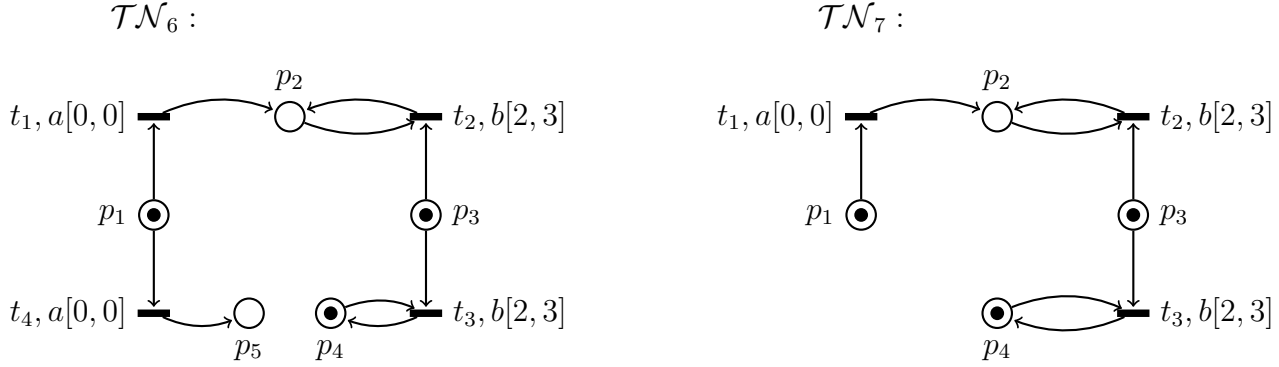 𝒯𝒩₆ : 𝒯𝒩₇ :
p₂ p₂
t₁, a[0, 0] t₂, b[2, 3] t₁, a[0, 0] t₂, b[2, 3]
p₁ p₃ p₁ p₃
t₄, a[0, 0] t₃, b[2, 3] t₃, b[2, 3]
p₅ p₄ p₄